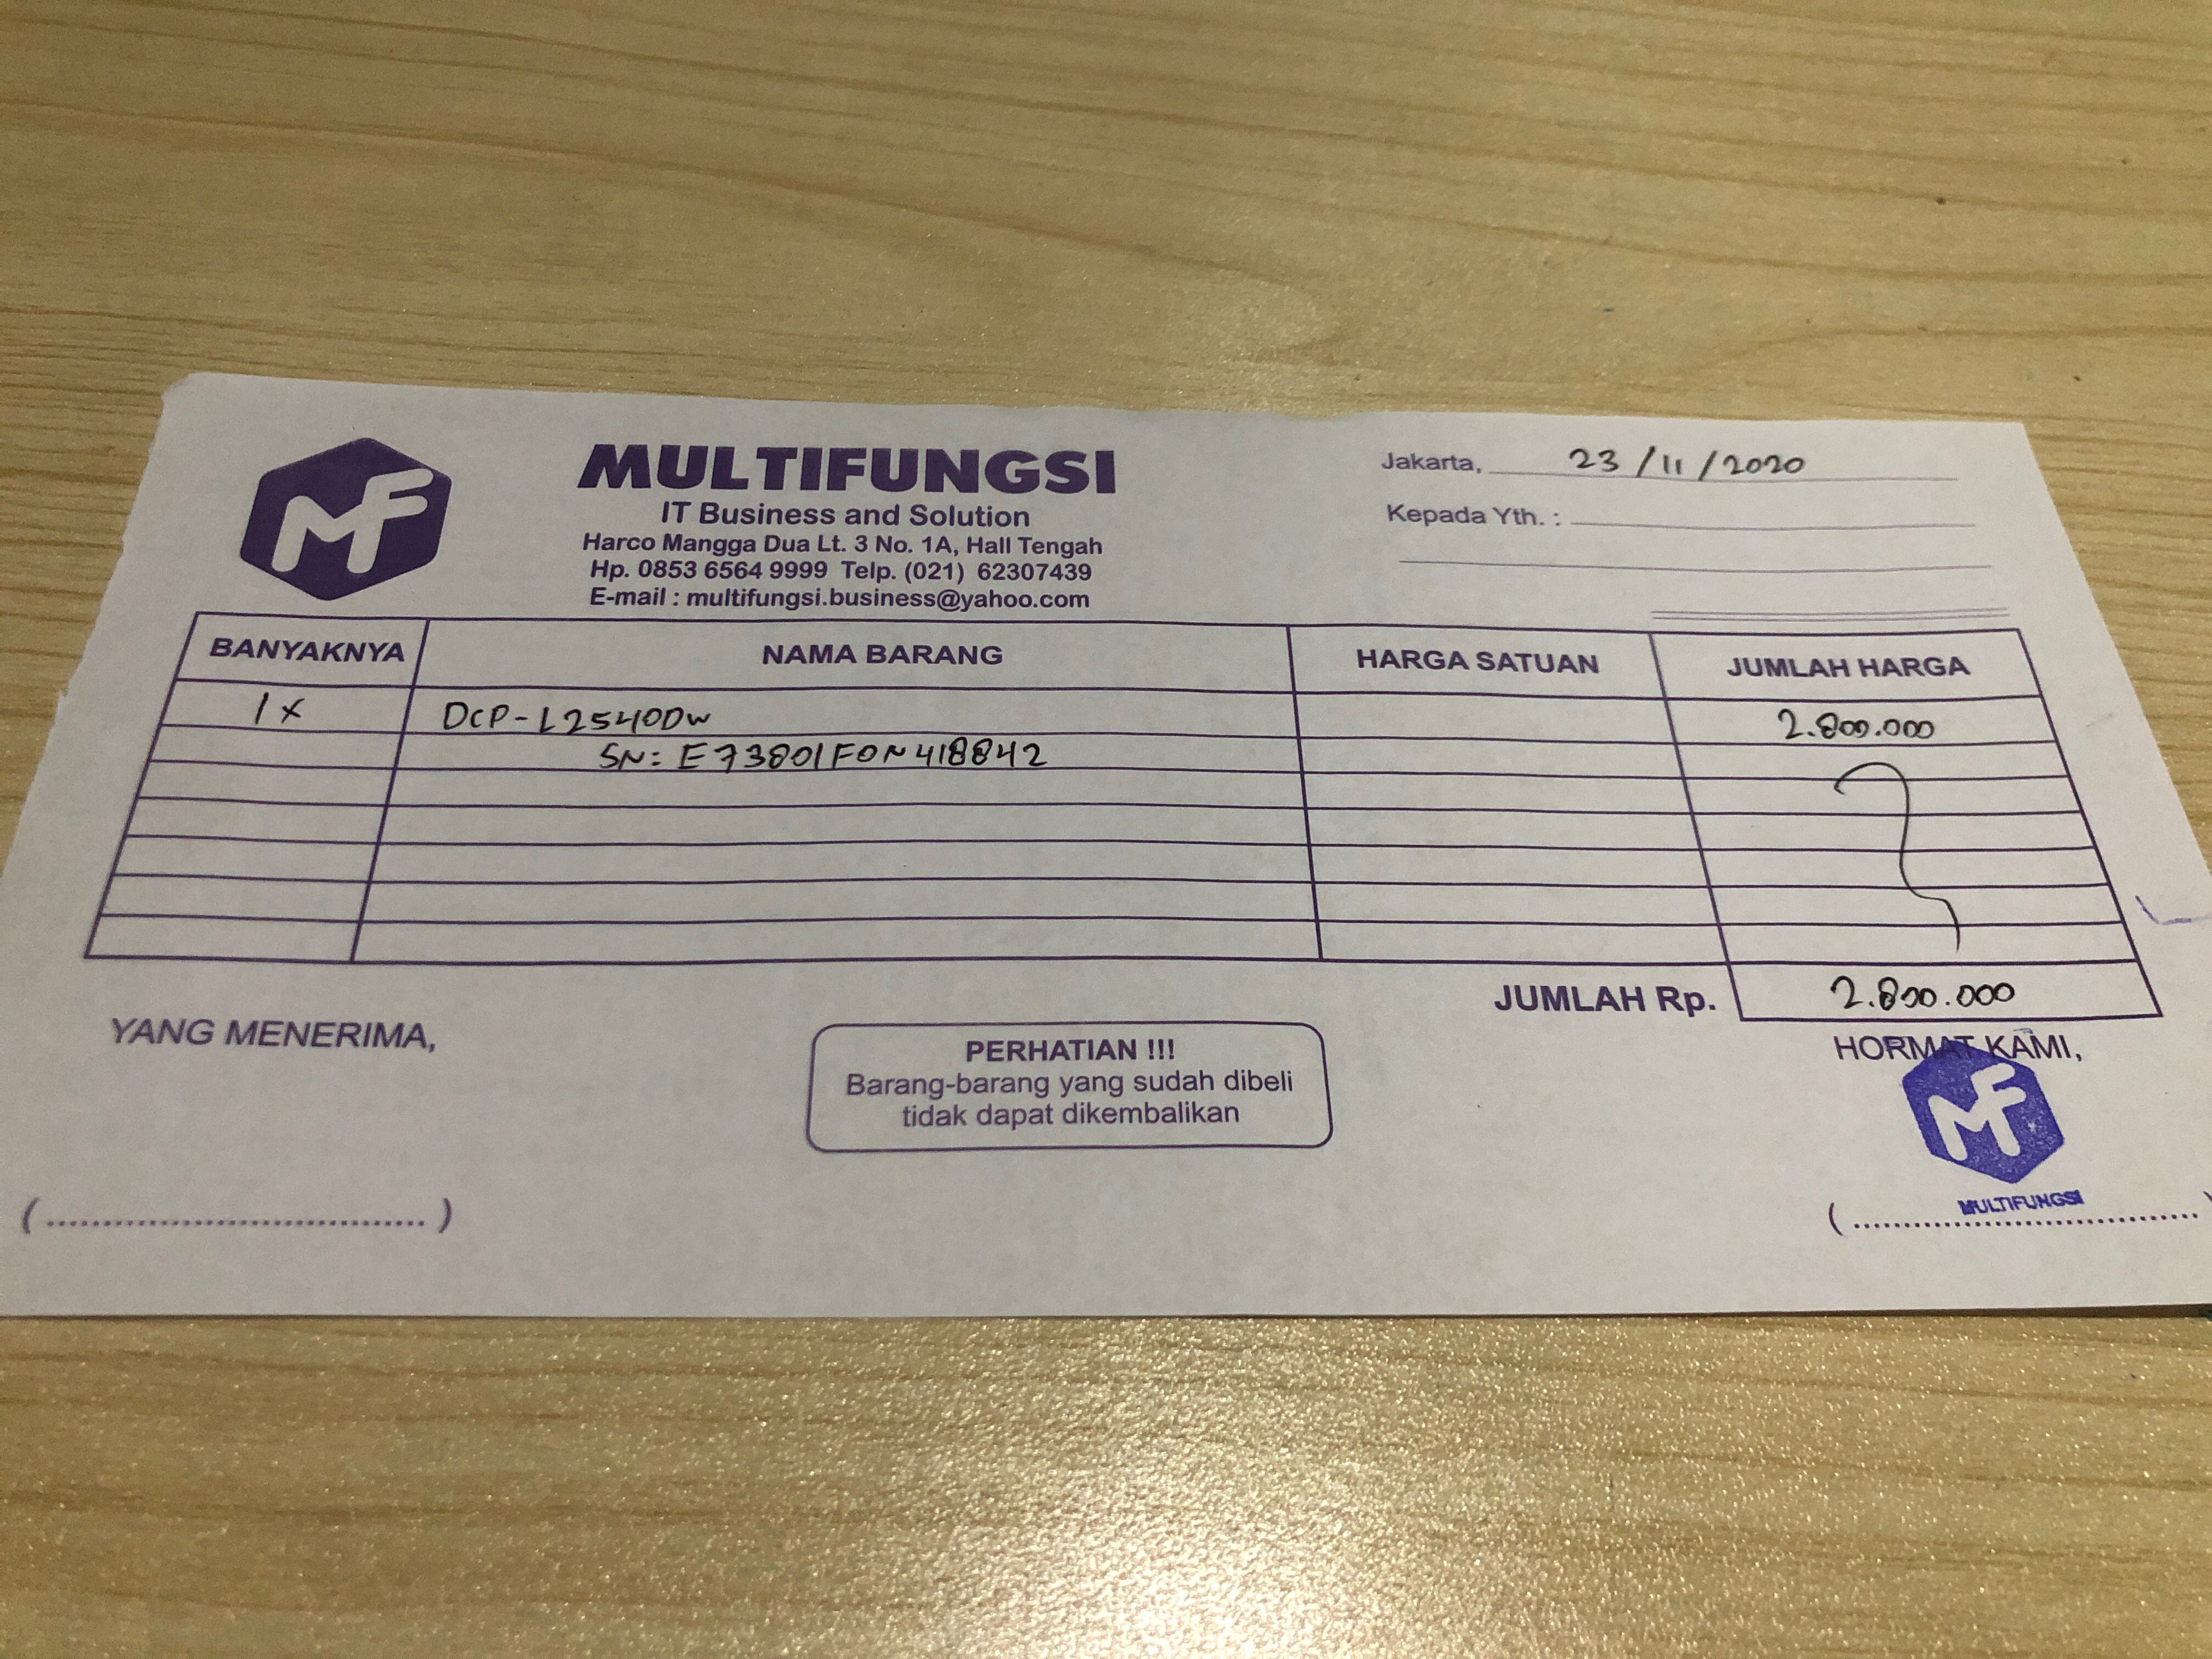 MF
MULTIFUNGSI
IT Business and Solution
Harco Mangga Dua Lt. 3 No. 1A, Hall Tengah
Hp. 0853 6564 9999 Telp. (021) 62307439
E-mail : multifungsi.business@yahoo.com
Jakarta, 23/11/2020
Kepada Yth. :
BANYAKNYA NAMA BARANG HARGA SATUAN JUMLAH HARGA
1x DCP-L2540DW 2.800.000
SN: E73801F0N418842
JUMLAH Rp. 2.800.000
YANG MENERIMA,
PERHATIAN !!!
Barang-barang yang sudah dibeli
tidak dapat dikembalikan
HORMAT KAMI,
MF
MULTIFUNGSI